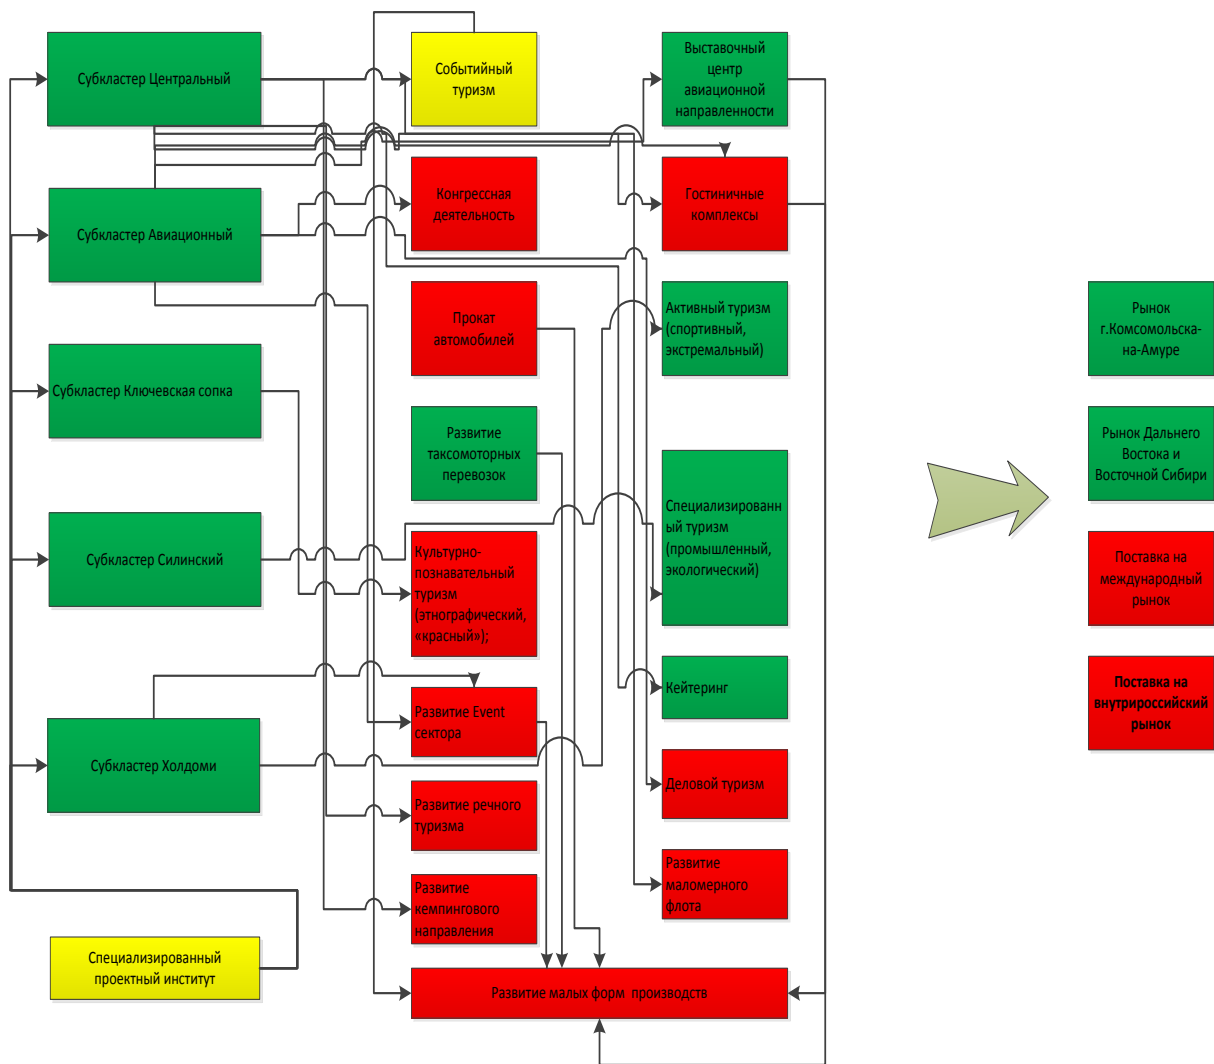 Субкластер Центральный
Субкластер Авиационный
Субкластер Ключевская сопка
Субкластер Силинский
Субкластер Холдоми
Специализированный
проектный институт
Событийный
туризм
Конгрессная
деятельность
Прокат
автомобилей
Развитие
таксомоторных
перевозок
Культурно-
познавательный
туризм
(этнографический,
«красный»);
Развитие Event
сектора
Развитие речного
туризма
Развитие
кемпингового
направления
Развитие малых форм производств
Выставочный
центр
авиационной
направленности
Гостиничные
комплексы
Активный туризм
(спортивный,
экстремальный)
Специализированн
ый туризм
(промышленный,
экологический)
Кейтеринг
Деловой туризм
Развитие
маломерного
флота
Рынок
г.Комсомольска-
на-Амуре
Рынок Дальнего
Востока и
Восточной Сибири
Поставка на
международный
рынок
Поставка на
внутрироссийский
рынок